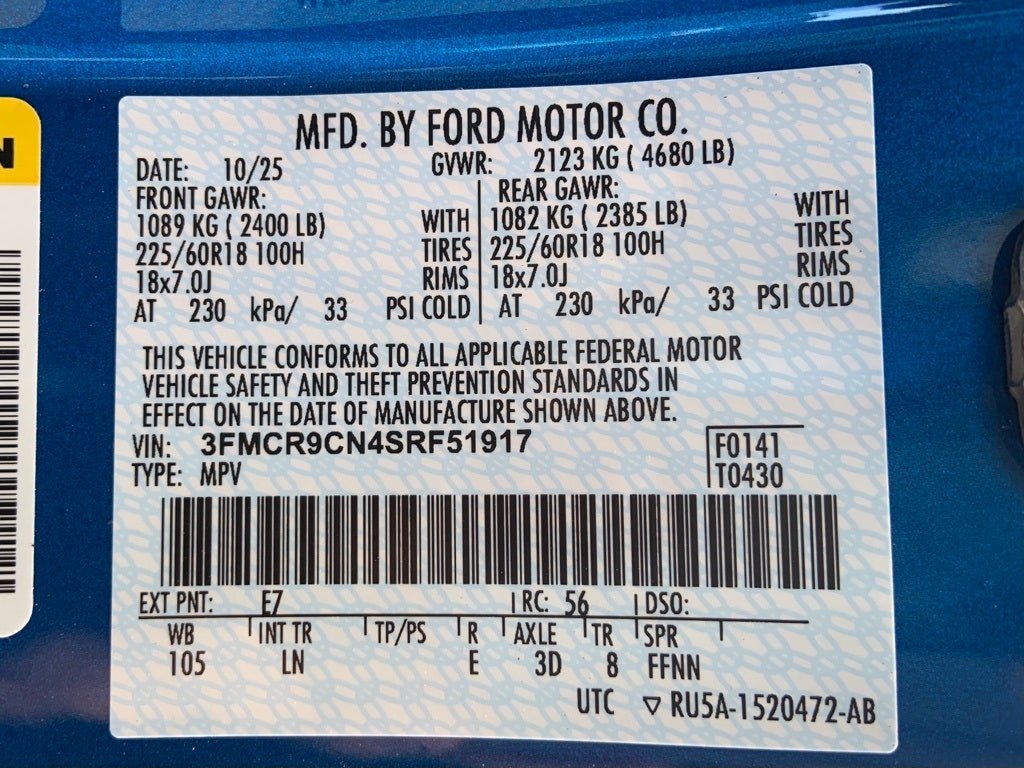 MFD. BY FORD MOTOR CO.
DATE: 10/25 GVWR: 2123 KG ( 4680 LB)
FRONT GAWR: REAR GAWR:
1089 KG ( 2400 LB) WITH 1082 KG ( 2385 LB) WITH
225/60R18 100H TIRES 225/60R18 100H TIRES
18x7.0J RIMS 18x7.0J RIMS
AT 230 kPa/ 33 PSI COLD AT 230 kPa/ 33 PSI COLD
THIS VEHICLE CONFORMS TO ALL APPLICABLE FEDERAL MOTOR
VEHICLE SAFETY AND THEFT PREVENTION STANDARDS IN
EFFECT ON THE DATE OF MANUFACTURE SHOWN ABOVE.
VIN: 3FMCR9CN4SRF51917 F0141
TYPE: MPV T0430
EXT PNT: E7 RC: 56 DSO:
WB INT TR TP/PS R AXLE TR SPR
105 LN E 3D 8 FFNN
UTC ▽ RU5A-1520472-AB